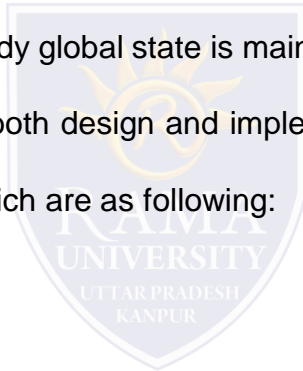 dy global state is main
both design and imple
ich are as following:
RAMA
UNIVERSITY
UTTAR PRADESH
KANPUR